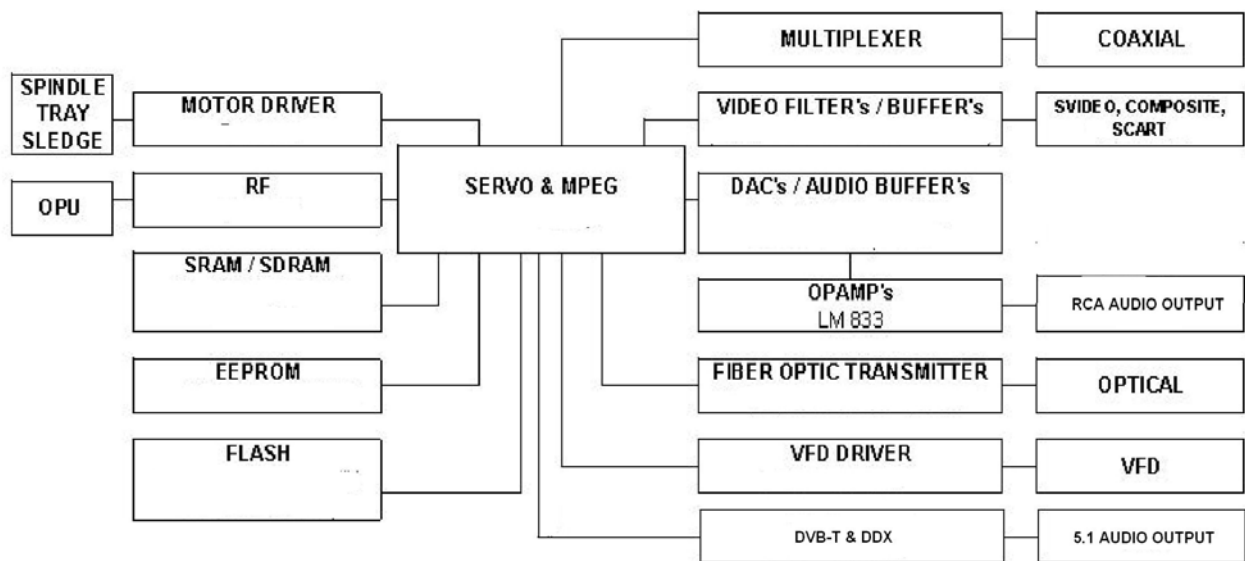 MULTIPLEXER
COAXIAL
SPINDLE
TRAY
SLEDGE
MOTOR DRIVER
VIDEO FILTER's / BUFFER's
SVIDEO, COMPOSITE,
SCART
OPU
RF
SERVO & MPEG
DAC's / AUDIO BUFFER's
SRAM / SDRAM
OPAMP's
LM 833
RCA AUDIO OUTPUT
EEPROM
FIBER OPTIC TRANSMITTER
OPTICAL
FLASH
VFD DRIVER
VFD
DVB-T & DDX
5.1 AUDIO OUTPUT